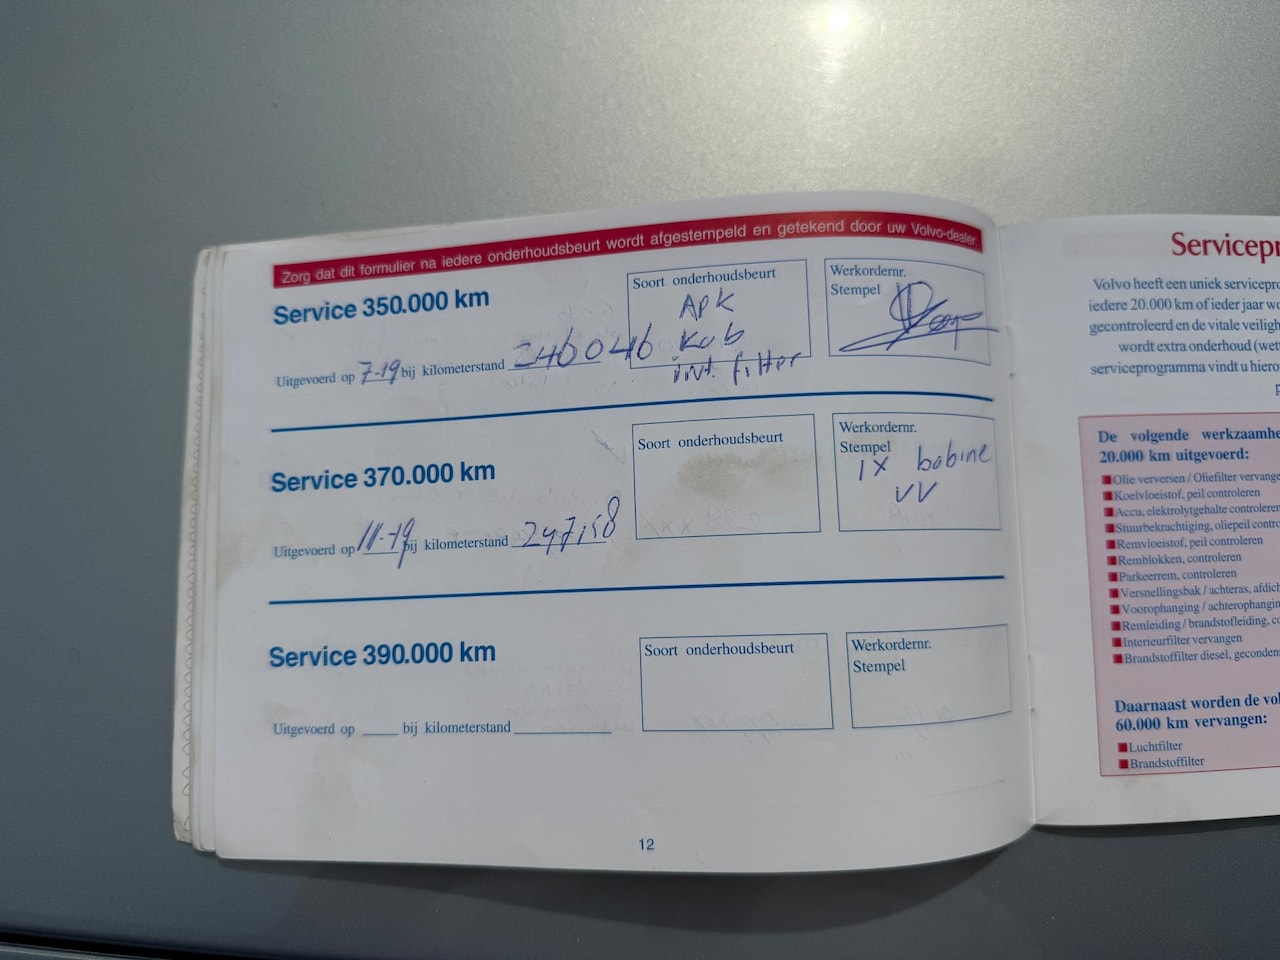 Zorg dat dit formulier na iedere onderhoudsbeurt wordt afgestempeld en getekend door uw Volvo-dealer.
Service 350.000 km
Uitgevoerd op 7-19 bij kilometerstand 246046
Soort onderhoudsbeurt
APK
int. filter
Werkordernr.
Stempel
Service 370.000 km
Uitgevoerd op 11-19 bij kilometerstand
Soort onderhoudsbeurt
Werkordernr.
Stempel
1X bobine
VV
Service 390.000 km
Uitgevoerd op ____ bij kilometerstand ____________
Soort onderhoudsbeurt
Werkordernr.
Stempel
12
Servicepr
Volvo heeft een uniek servicepro
iedere 20.000 km of ieder jaar wo
gecontroleerd en de vitale veiligh
wordt extra onderhoud (wet
serviceprogramma vindt u hiero
De volgende werkzaamhe
20.000 km uitgevoerd:
Olie verversen / Oliefilter vervange
Koelvloeistof, peil controleren
Accu, elektrolytgehalte controleren
Stuurbekrachtiging, oliepeil contr
Remvloeistof, peil controleren
Remblokken, controleren
Parkeerrem, controleren
Versnellingsbak / achteras, afdich
Voorophanging / achterophangin
Remleiding / brandstofleiding, co
Interieurfilter vervangen
Brandstoffilter diesel, gecondens
Daarnaast worden de vol
60.000 km vervangen:
Luchtfilter
Brandstoffilter